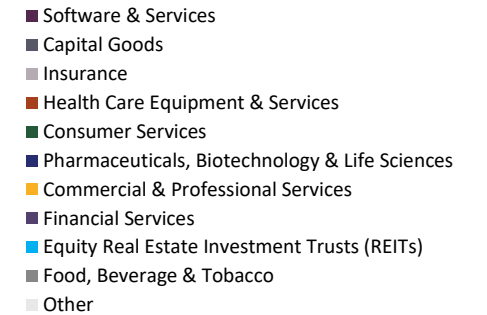 Software & Services
Capital Goods
Insurance
Health Care Equipment & Services
Consumer Services
Pharmaceuticals, Biotechnology & Life Sciences
Commercial & Professional Services
Financial Services
Equity Real Estate Investment Trusts (REITs)
Food, Beverage & Tobacco
Other